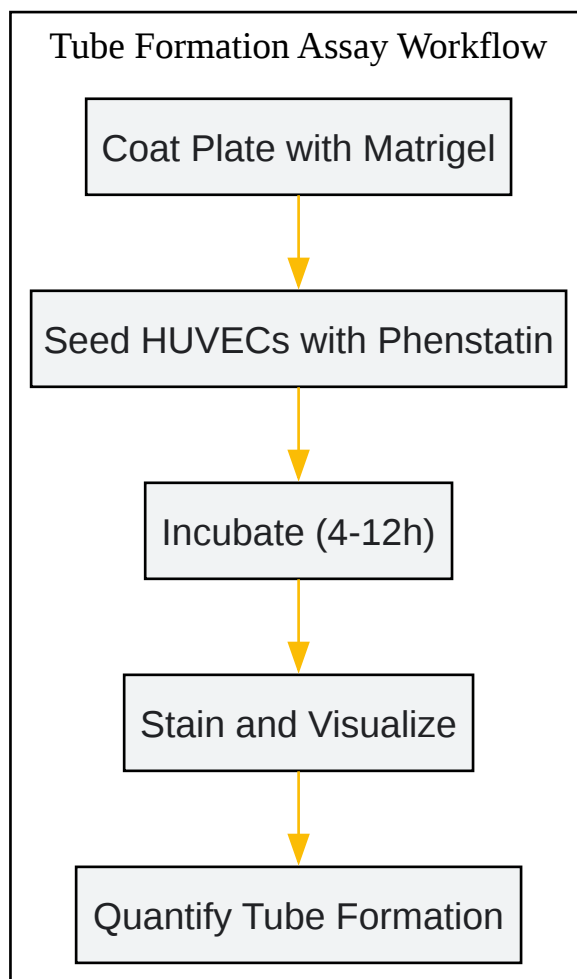 Tube Formation Assay Workflow
Coat Plate with Matrigel
Seed HUVECs with Phenstatin
Incubate (4-12h)
Stain and Visualize
Quantify Tube Formation